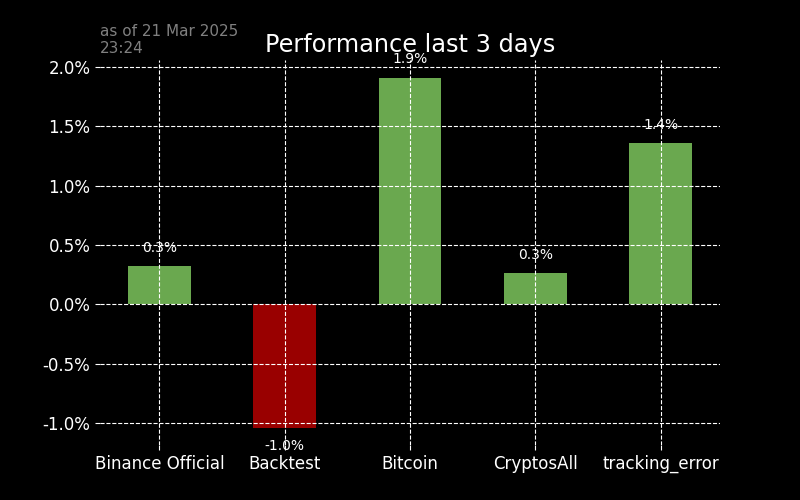 as of 21 Mar 2025
23:24
Performance last 3 days
2.0%
1.5%
1.0%
0.5%
0.0%
-0.5%
-1.0%
0.3%
-1.0%
1.9%
0.3%
1.4%
Binance Official
Backtest
Bitcoin
CryptosAll
tracking_error